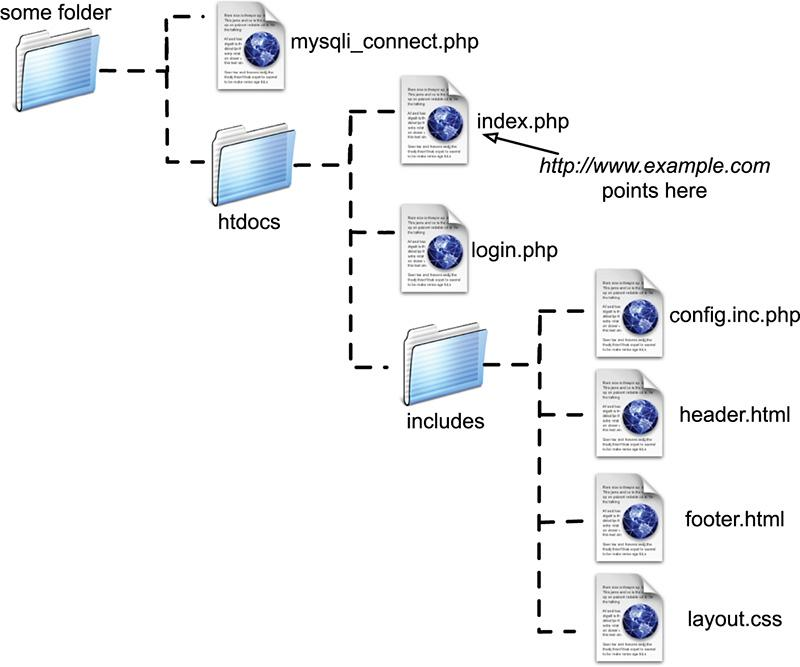 some folder
mysqli_connect.php
index.php
http://www.example.com
points here
htdocs
login.php
config.inc.php
includes
header.html
footer.html
layout.css